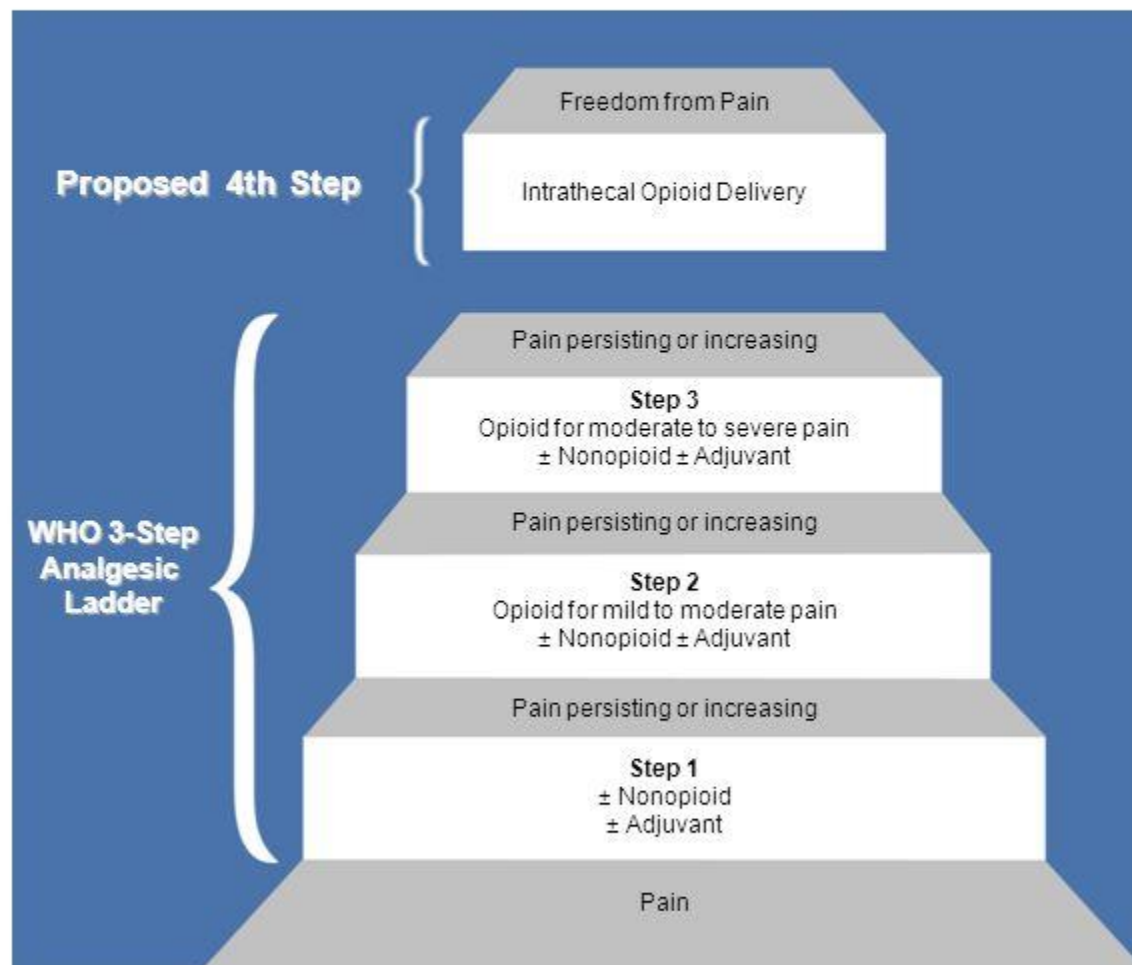 Freedom from Pain
Proposed 4th Step
Intrathecal Opioid Delivery
Pain persisting or increasing
Step 3
Opioid for moderate to severe pain
± Nonopioid ± Adjuvant
Pain persisting or increasing
WHO 3-Step
Analgesic
Ladder
Step 2
Opioid for mild to moderate pain
± Nonopioid ± Adjuvant
Pain persisting or increasing
Step 1
± Nonopioid
± Adjuvant
Pain